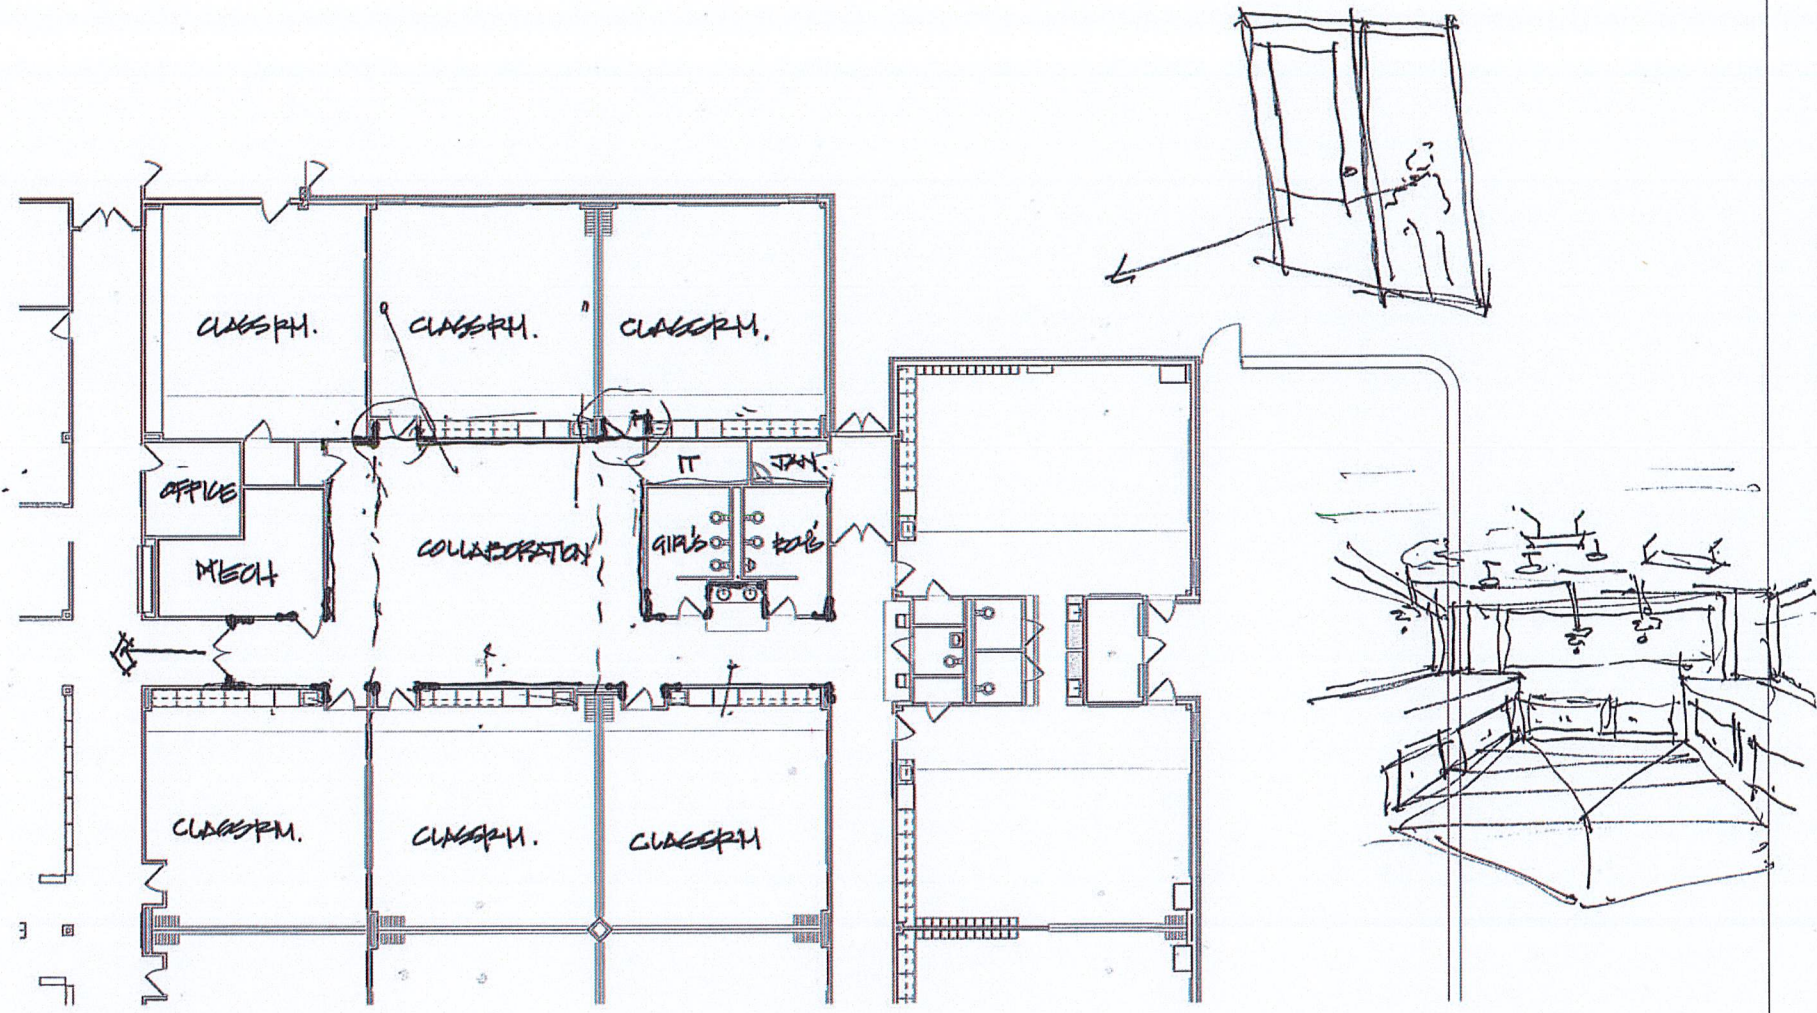 CLASSRM.
CLASSRM.
CLASSRM.
IT
JAN.
OFFICE
MECH
COLLABORATION
GIRL'S
BOY'S
CLASSRM.
CLASSRM.
CLASSRM